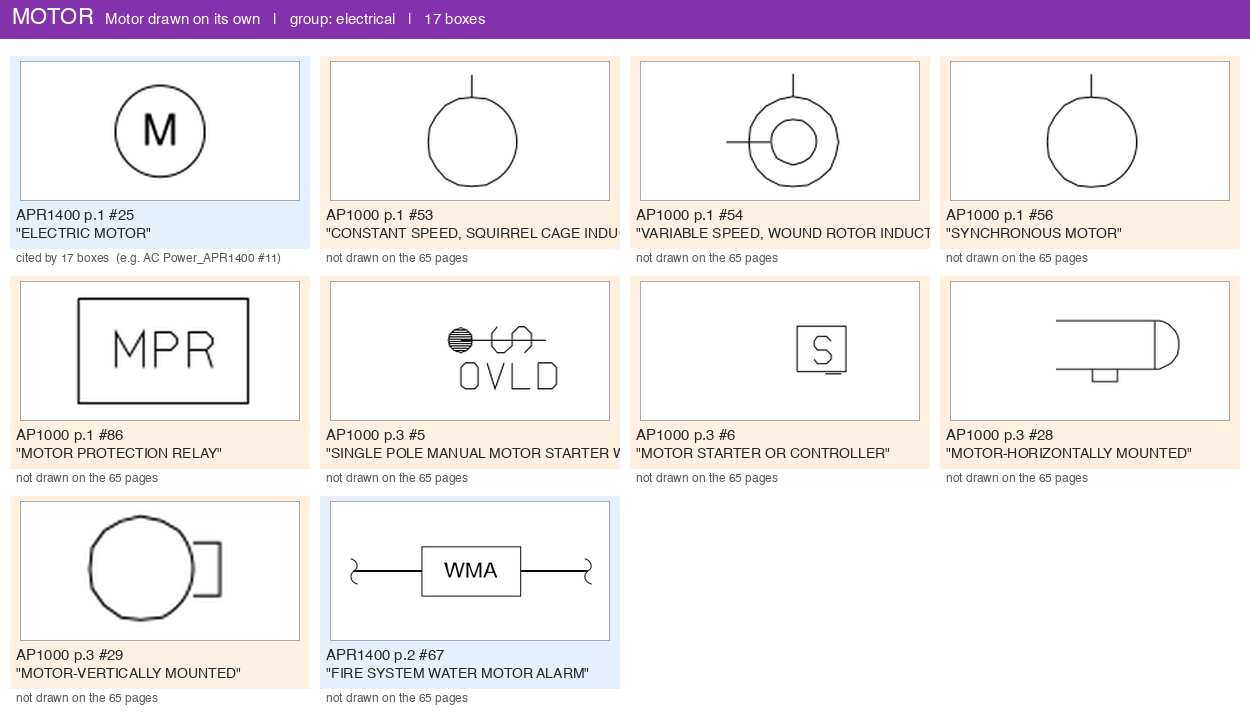 MOTOR Motor drawn on its own | group: electrical | 17 boxes
M
APR1400 p.1 #25
"ELECTRIC MOTOR"
cited by 17 boxes (e.g. AC Power_APR1400 #11)
AP1000 p.1 #53
"CONSTANT SPEED, SQUIRREL CAGE INDU
not drawn on the 65 pages
AP1000 p.1 #54
"VARIABLE SPEED, WOUND ROTOR INDUCT
not drawn on the 65 pages
AP1000 p.1 #56
"SYNCHRONOUS MOTOR"
not drawn on the 65 pages
MPR
AP1000 p.1 #86
"MOTOR PROTECTION RELAY"
not drawn on the 65 pages
S
OVLD
AP1000 p.3 #5
"SINGLE POLE MANUAL MOTOR STARTER W
not drawn on the 65 pages
S
AP1000 p.3 #6
"MOTOR STARTER OR CONTROLLER"
not drawn on the 65 pages
AP1000 p.3 #28
"MOTOR-HORIZONTALLY MOUNTED"
not drawn on the 65 pages
AP1000 p.3 #29
"MOTOR-VERTICALLY MOUNTED"
not drawn on the 65 pages
WMA
APR1400 p.2 #67
"FIRE SYSTEM WATER MOTOR ALARM"
not drawn on the 65 pages